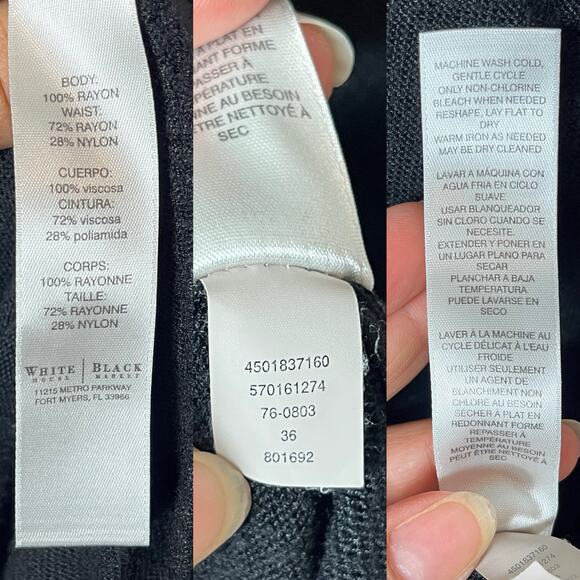 BODY:
100% RAYON
WAIST:
72% RAYON
28% NYLON
CUERPO:
100% viscosa
CINTURA:
72% viscosa
28% poliamida
CORPS:
100% RAYONNE
TAILLE:
72% RAYONNE
28% NYLON
WHITE | BLACK
HOUSE MARKET
11215 METRO PARKWAY
FORT MYERS, FL 33966
À PLAT EN
NANT FORME
REPASSER À
TEMPÉRATURE
NNE AU BESOIN
ÊTRE NETTOYÉ À
SEC
4501837160
570161274
76-0803
36
801692
MACHINE WASH COLD,
GENTLE CYCLE
ONLY NON-CHLORINE
BLEACH WHEN NEEDED
RESHAPE, LAY FLAT TO
DRY
WARM IRON AS NEEDED
MAY BE DRY CLEANED
LAVAR A MÁQUINA CON
AGUA FRIA EN CICLO
SUAVE
USAR BLANQUEADOR
SIN CLORO CUANDO SE
NECESITE.
EXTENDER Y PONER EN
UN LUGAR PLANO PARA
SECAR
PLANCHAR A BAJA
TEMPERATURA
PUEDE LAVARSE EN
SECO
LAVER À LA MACHINE AU
CYCLE DÉLICAT À L'EAU
FROIDE
UTILISER SEULEMENT
UN AGENT DE
BLANCHIMENT NON
CHLORÉ AU BESOIN
SÉCHER À PLAT EN
REDONNANT FORME
REPASSER À
TEMPÉRATURE
MOYENNE AU BESOIN
PEUT ÊTRE NETTOYÉ À
SEC
4501837160
274
803